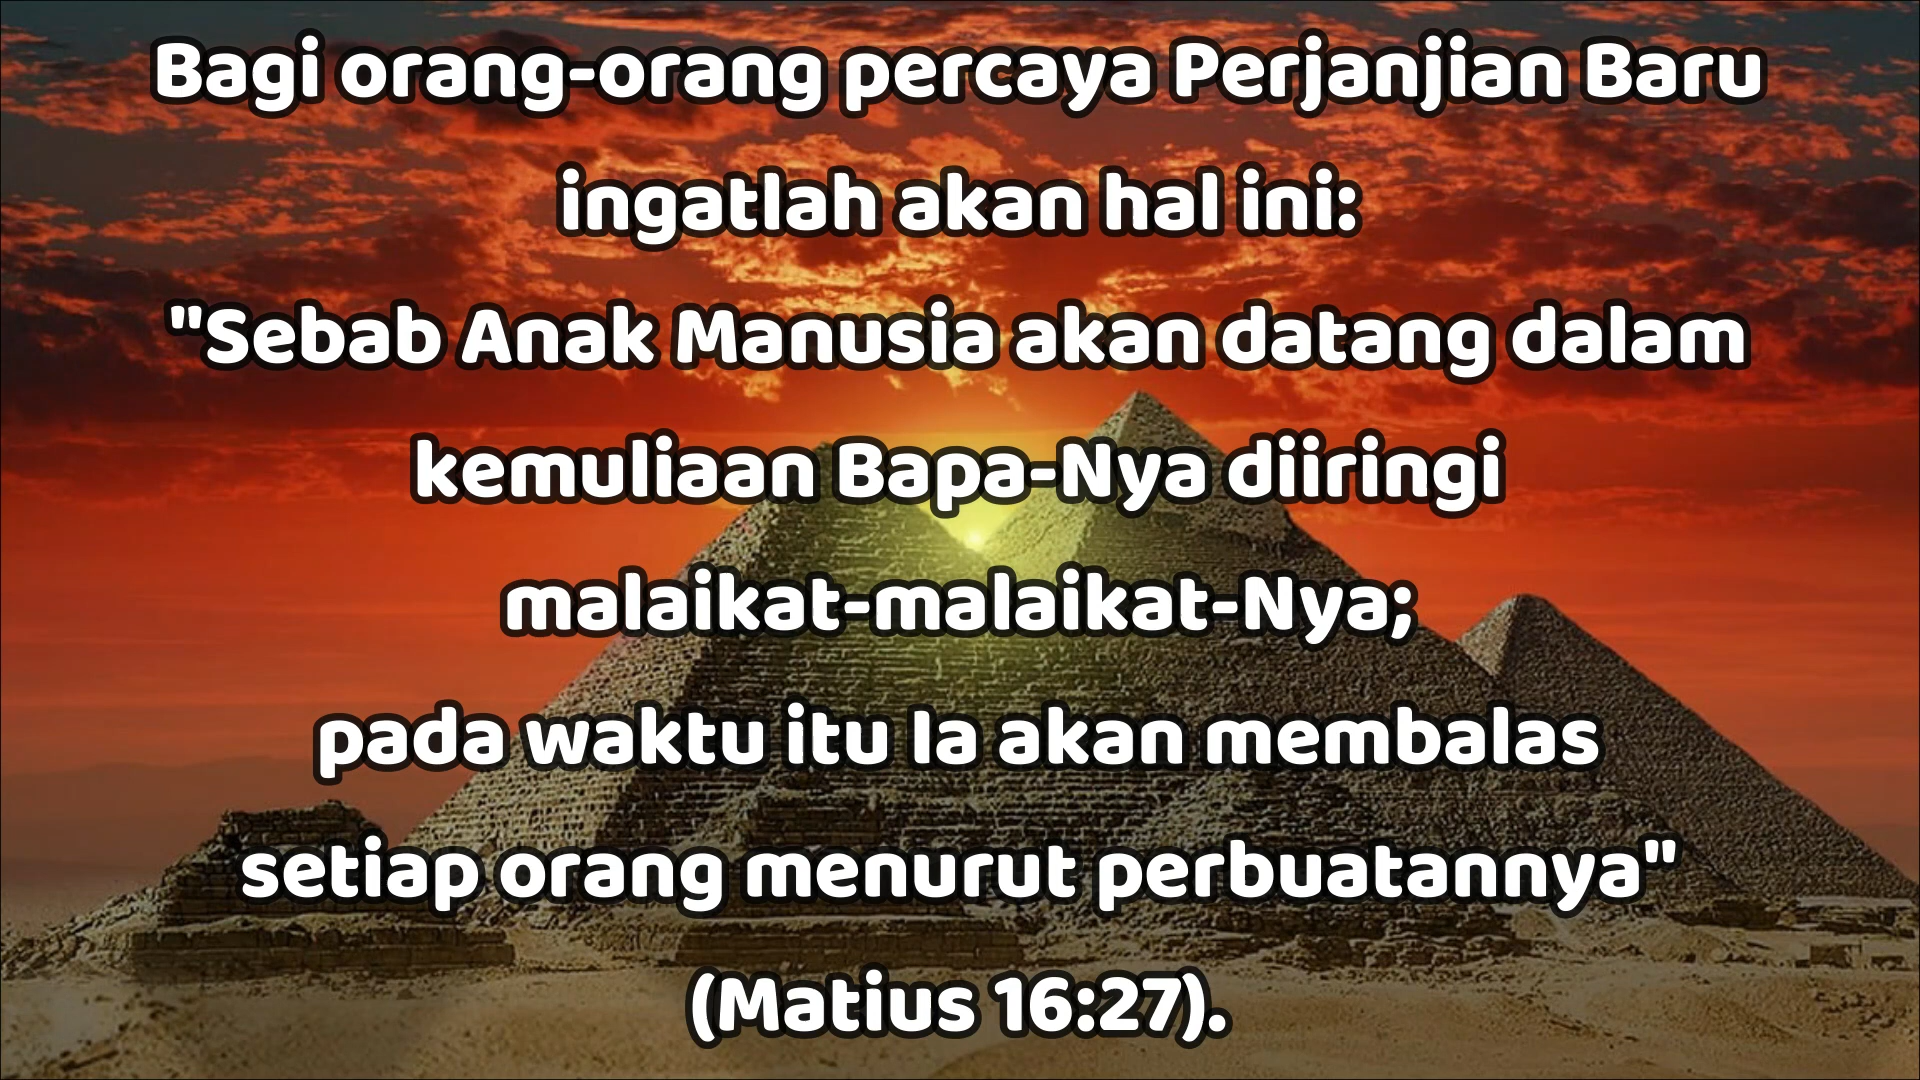 Bagi orang-orang percaya Perjanjian Baru
ingatlah akan hal ini:
"Sebab Anak Manusia akan datang dalam
kemuliaan Bapa-Nya diiringi
malaikat-malaikat-Nya;
pada waktu itu Ia akan membalas
setiap orang menurut perbuatannya"
(Matius 16:27).